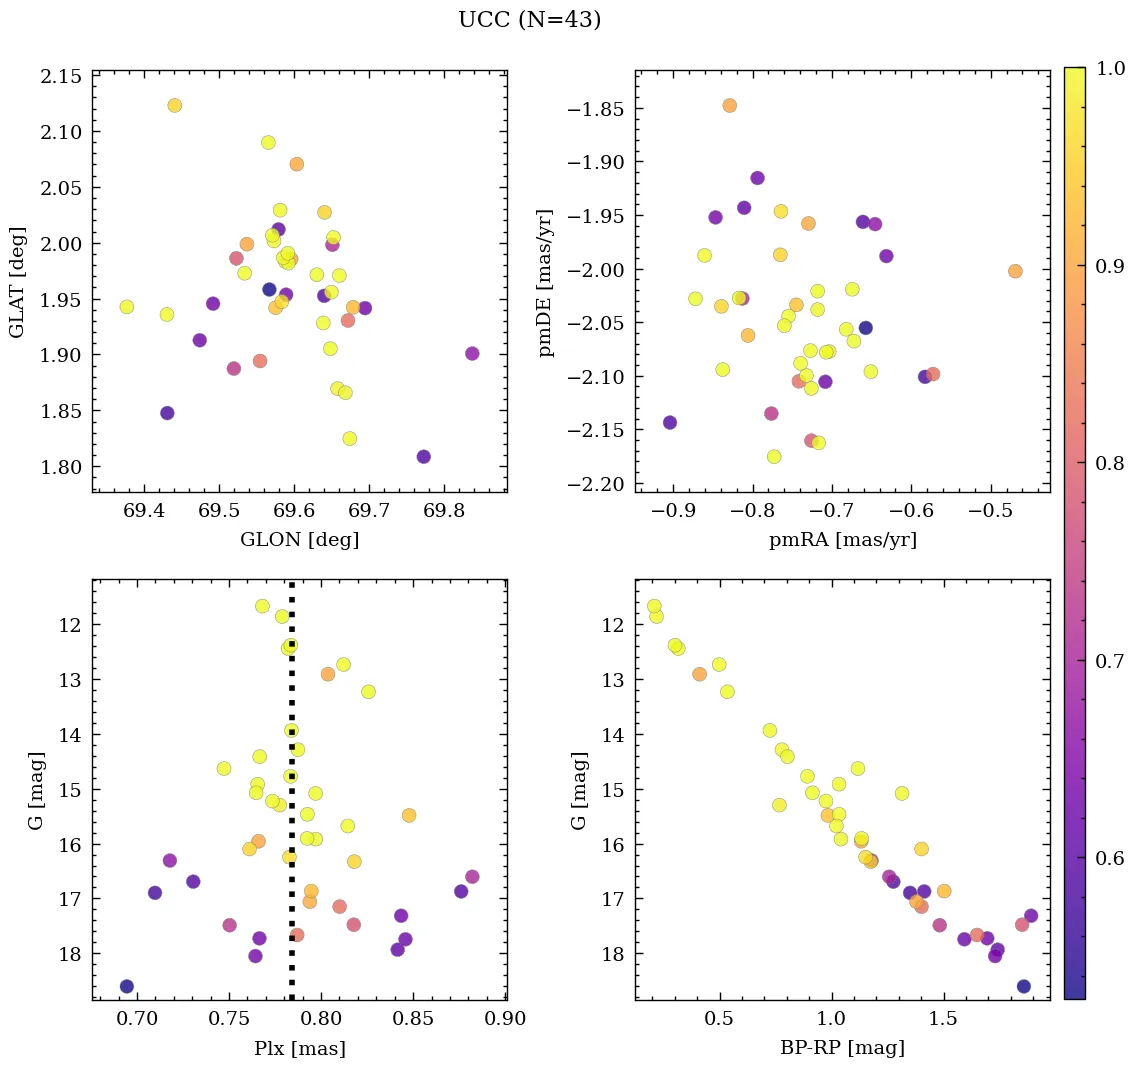 UCC (N=43)
2.15
2.10
2.05
2.00
1.95
1.90
1.85
1.80
GLAT [deg]
69.4 69.5 69.6 69.7 69.8
GLON [deg]
−1.85
−1.90
−1.95
−2.00
−2.05
−2.10
−2.15
−2.20
pmDE [mas/yr]
−0.9 −0.8 −0.7 −0.6 −0.5
pmRA [mas/yr]
12
13
14
15
16
17
18
G [mag]
0.70 0.75 0.80 0.85 0.90
Plx [mas]
12
13
14
15
16
17
18
G [mag]
0.5 1.0 1.5
BP-RP [mag]
1.0
0.9
0.8
0.7
0.6